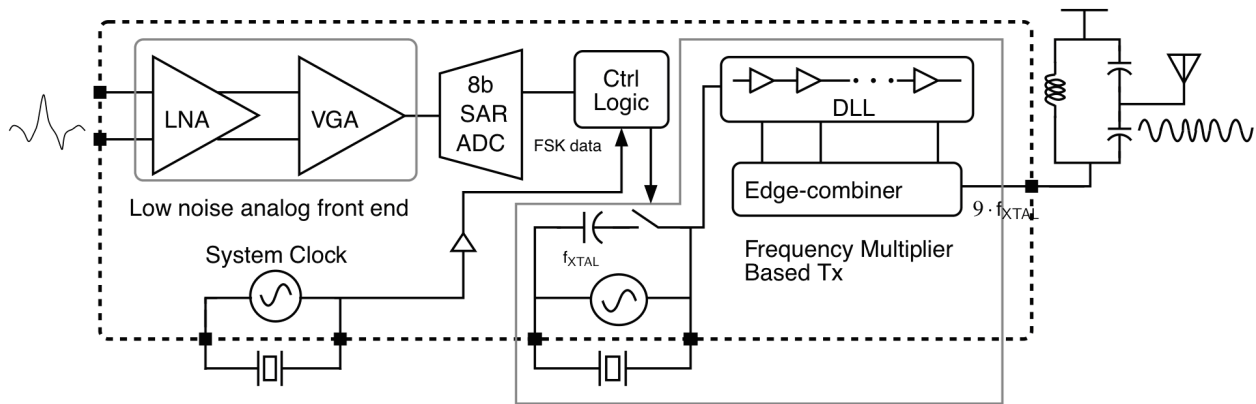 LNA
VGA
8b
SAR
ADC
Ctrl
Logic
FSK data
DLL
Edge-combiner
9 · fXTAL
Low noise analog front end
System Clock
fXTAL
Frequency Multiplier
Based Tx